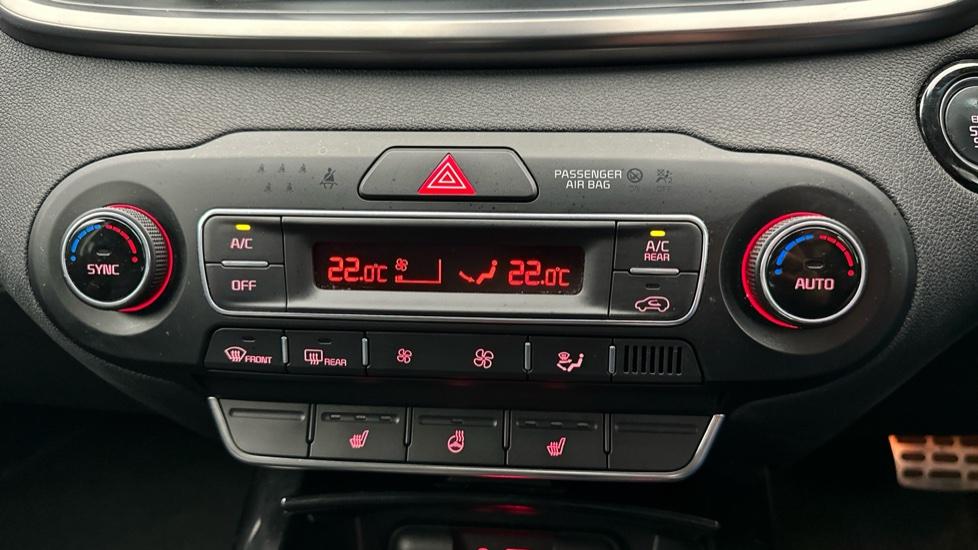 PASSENGER
AIR BAG
A/C
OFF
SYNC
22.0°C
22.0°C
A/C
REAR
AUTO
FRONT
REAR